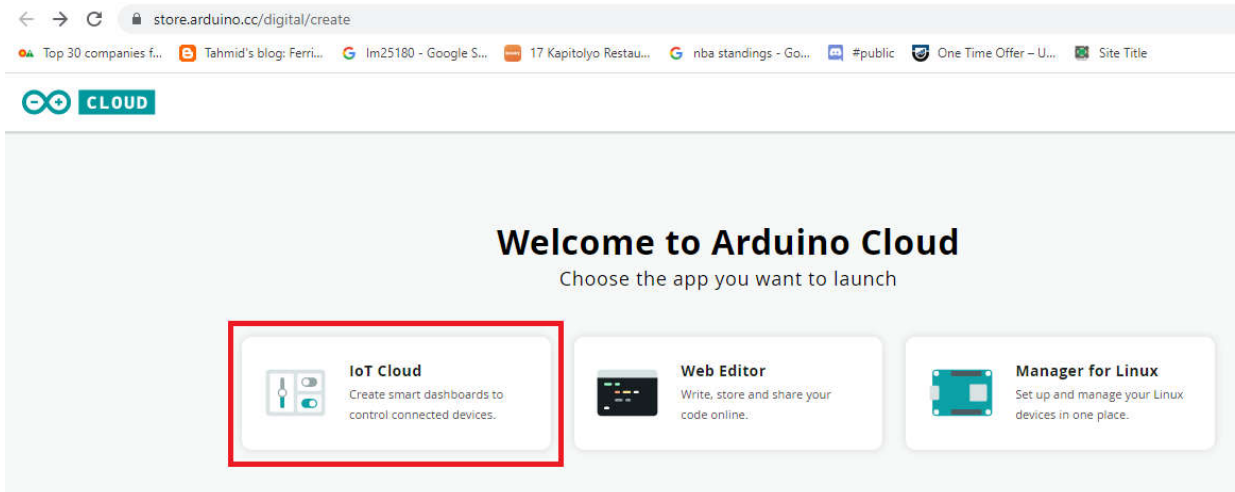 store.arduino.cc/digital/create
Top 30 companies f... Tahmid's blog: Ferri... lm25180 - Google S... 17 Kapitolyo Restau... nba standings - Go... #public One Time Offer – U... Site Title
CLOUD
Welcome to Arduino Cloud
Choose the app you want to launch
IoT Cloud
Create smart dashboards to
control connected devices.
Web Editor
Write, store and share your
code online.
Manager for Linux
Set up and manage your Linux
devices in one place.